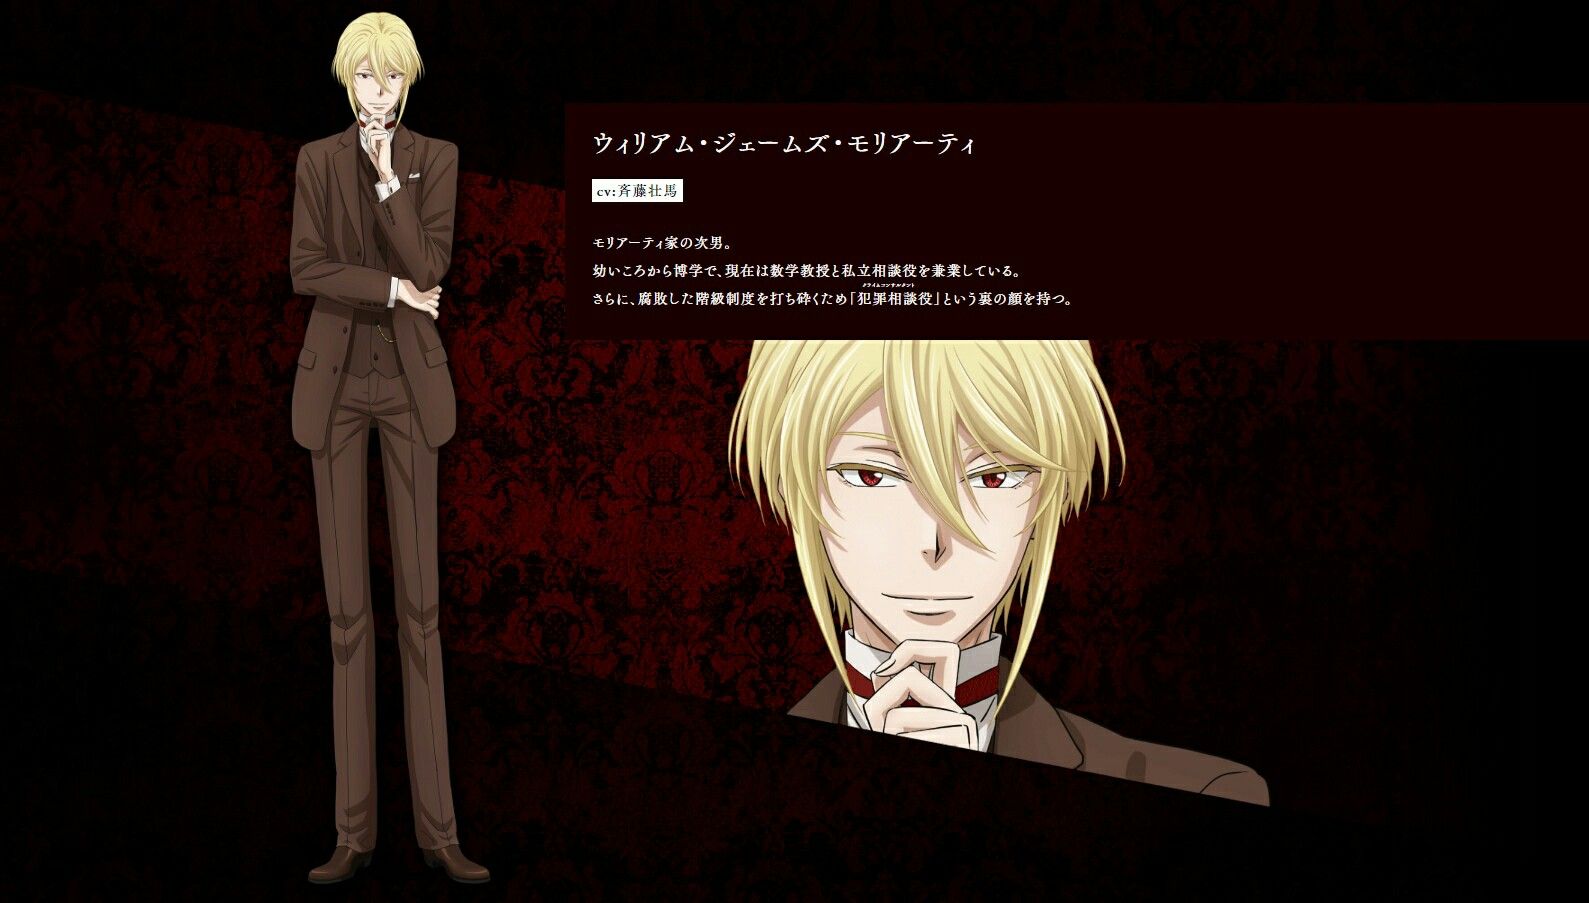 ウィリアム・ジェームズ・モリアーティ
cv:斉藤壮馬
モリアーティ家の次男。
幼いころから博学で、現在は数学教授と私立相談役を兼業している。
クライムコンサルタント
さらに、腐敗した階級制度を打ち砕くため「犯罪相談役」という裏の顔を持つ。